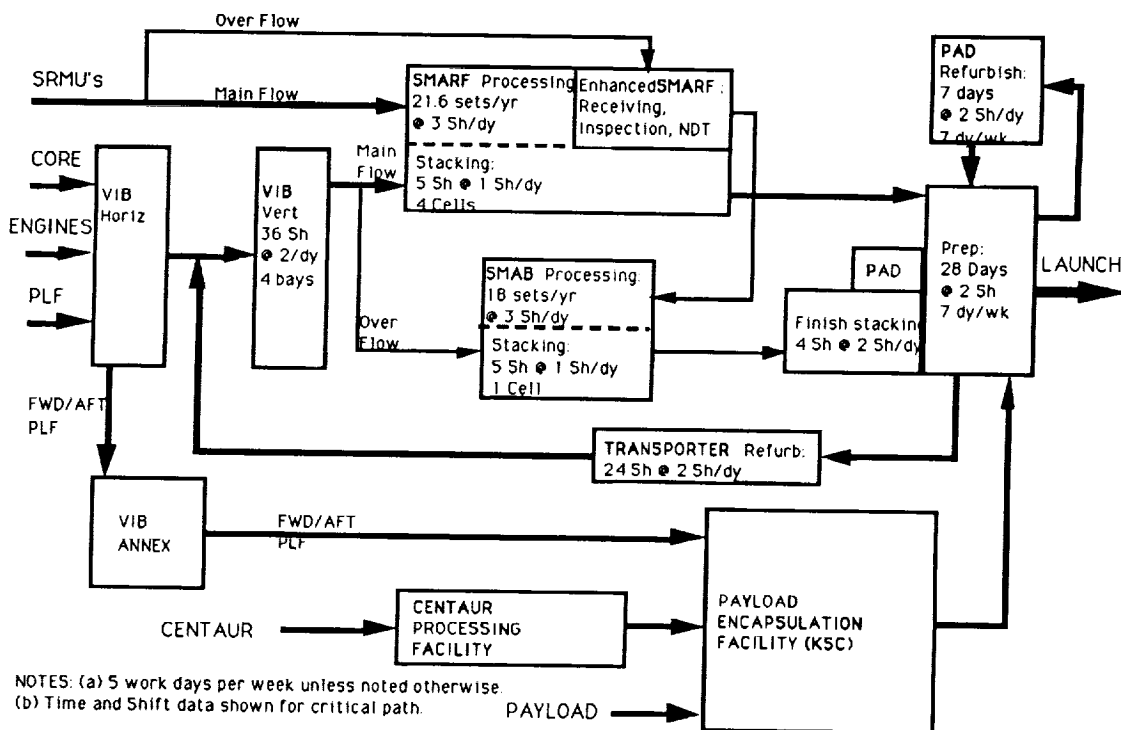 Over Flow
SRMU's
Main Flow
SMARF Processing
21.6 sets/yr
@ 3 Sh/dy
Stacking:
5 Sh @ 1 Sh/dy
4 Cells
EnhancedSMARF:
Receiving,
Inspection, NDT
PAD
Refurbish:
7 days
@ 2 Sh/dy
7 dy/wk
CORE
ENGINES
PLF
VIB
Horiz
VIB
Vert
36 Sh
@ 2/dy
4 bays
Main
Flow
Over
Flow
SMAB Processing:
18 sets/yr
@ 3 Sh/dy
Stacking:
5 Sh @ 1 Sh/dy
1 Cell
PAD
Finish stacking
4 Sh @ 2 Sh/dy
Prep:
28 Days
@ 2 Sh
7 dy/wk
LAUNCH
FWD/AFT
PLF
TRANSPORTER Refurb:
24 Sh @ 2 Sh/dy
VIB
ANNEX
FWD/AFT
PLF
CENTAUR
CENTAUR
PROCESSING
FACILITY
PAYLOAD
ENCAPSULATION
FACILITY (KSC)
PAYLOAD
NOTES: (a) 5 work days per week unless noted otherwise.
(b) Time and Shift data shown for critical path.